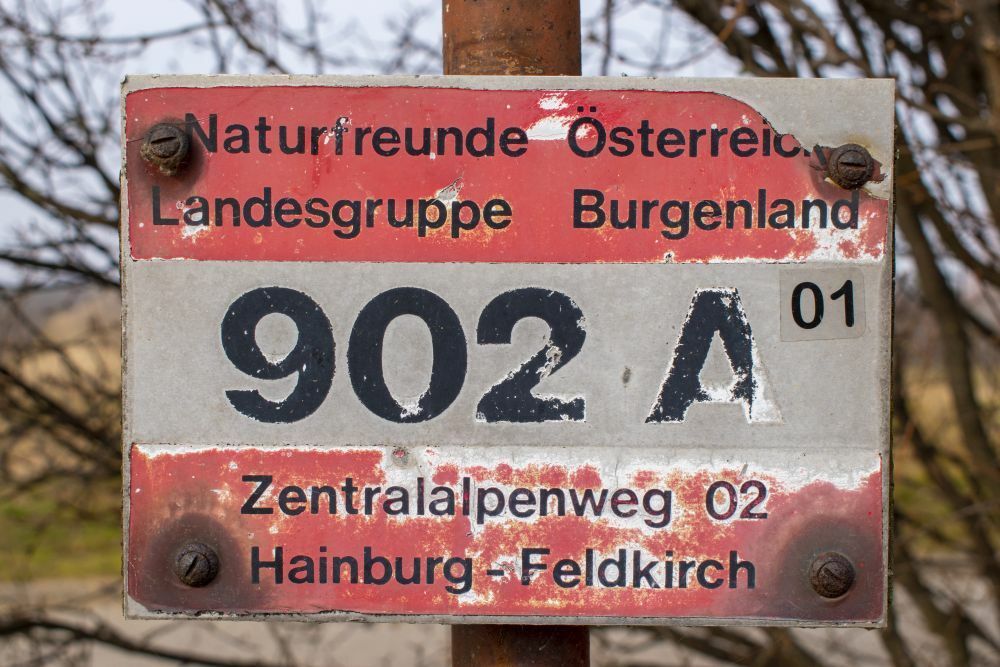 Naturfreunde Österreich
Landesgruppe Burgenland
902 A 01
Zentralalpenweg 02
Hainburg - Feldkirch